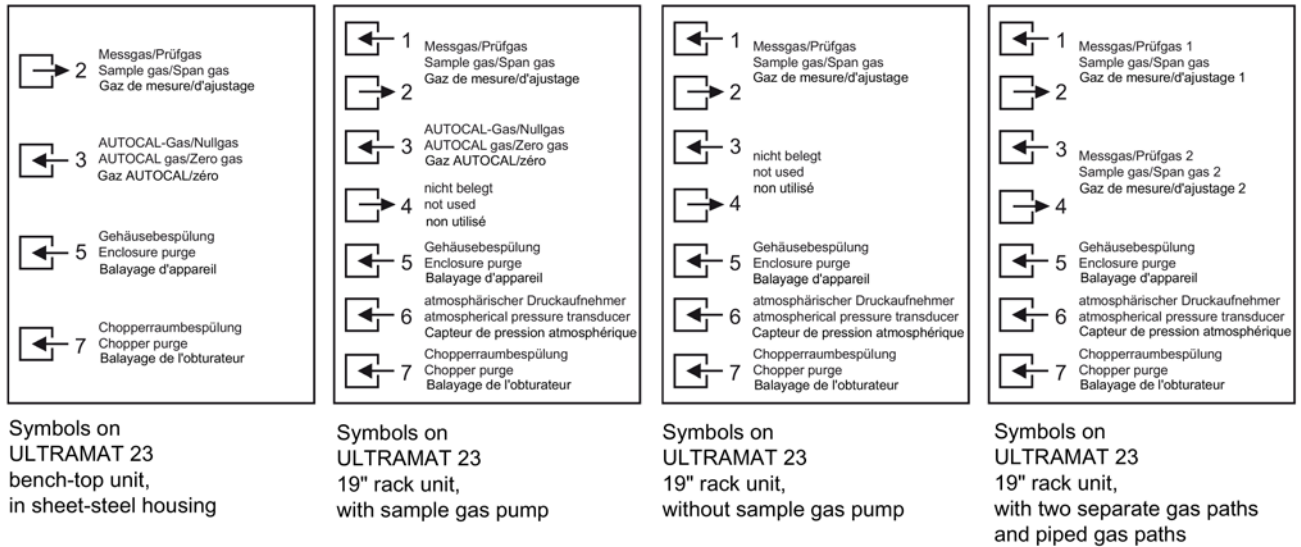 2
Messgas/Prüfgas
Sample gas/Span gas
Gaz de mesure/d'ajustage
3
AUTOCAL-Gas/Nullgas
AUTOCAL gas/Zero gas
Gaz AUTOCAL/zéro
5
Gehäusebespülung
Enclosure purge
Balayage d'appareil
7
Chopperraumbespülung
Chopper purge
Balayage de l'obturateur
Symbols on
ULTRAMAT 23
bench-top unit,
in sheet-steel housing
1
Messgas/Prüfgas
Sample gas/Span gas
Gaz de mesure/d'ajustage
2
3
AUTOCAL-Gas/Nullgas
AUTOCAL gas/Zero gas
Gaz AUTOCAL/zéro
4
nicht belegt
not used
non utilisé
5
Gehäusebespülung
Enclosure purge
Balayage d'appareil
6
atmosphärischer Druckaufnehmer
atmospherical pressure transducer
Capteur de pression atmosphérique
7
Chopperraumbespülung
Chopper purge
Balayage de l'obturateur
Symbols on
ULTRAMAT 23
19" rack unit,
with sample gas pump
1
Messgas/Prüfgas
Sample gas/Span gas
Gaz de mesure/d'ajustage
2
3
nicht belegt
not used
non utilisé
4
5
Gehäusebespülung
Enclosure purge
Balayage d'appareil
6
atmosphärischer Druckaufnehmer
atmospherical pressure transducer
Capteur de pression atmosphérique
7
Chopperraumbespülung
Chopper purge
Balayage de l'obturateur
Symbols on
ULTRAMAT 23
19" rack unit,
without sample gas pump
1
Messgas/Prüfgas 1
Sample gas/Span gas
Gaz de mesure/d'ajustage 1
2
3
Messgas/Prüfgas 2
Sample gas/Span gas 2
Gaz de mesure/d'ajustage 2
4
5
Gehäusebespülung
Enclosure purge
Balayage d'appareil
6
atmosphärischer Druckaufnehmer
atmospherical pressure transducer
Capteur de pression atmosphérique
7
Chopperraumbespülung
Chopper purge
Balayage de l'obturateur
Symbols on
ULTRAMAT 23
19" rack unit,
with two separate gas paths
and piped gas paths